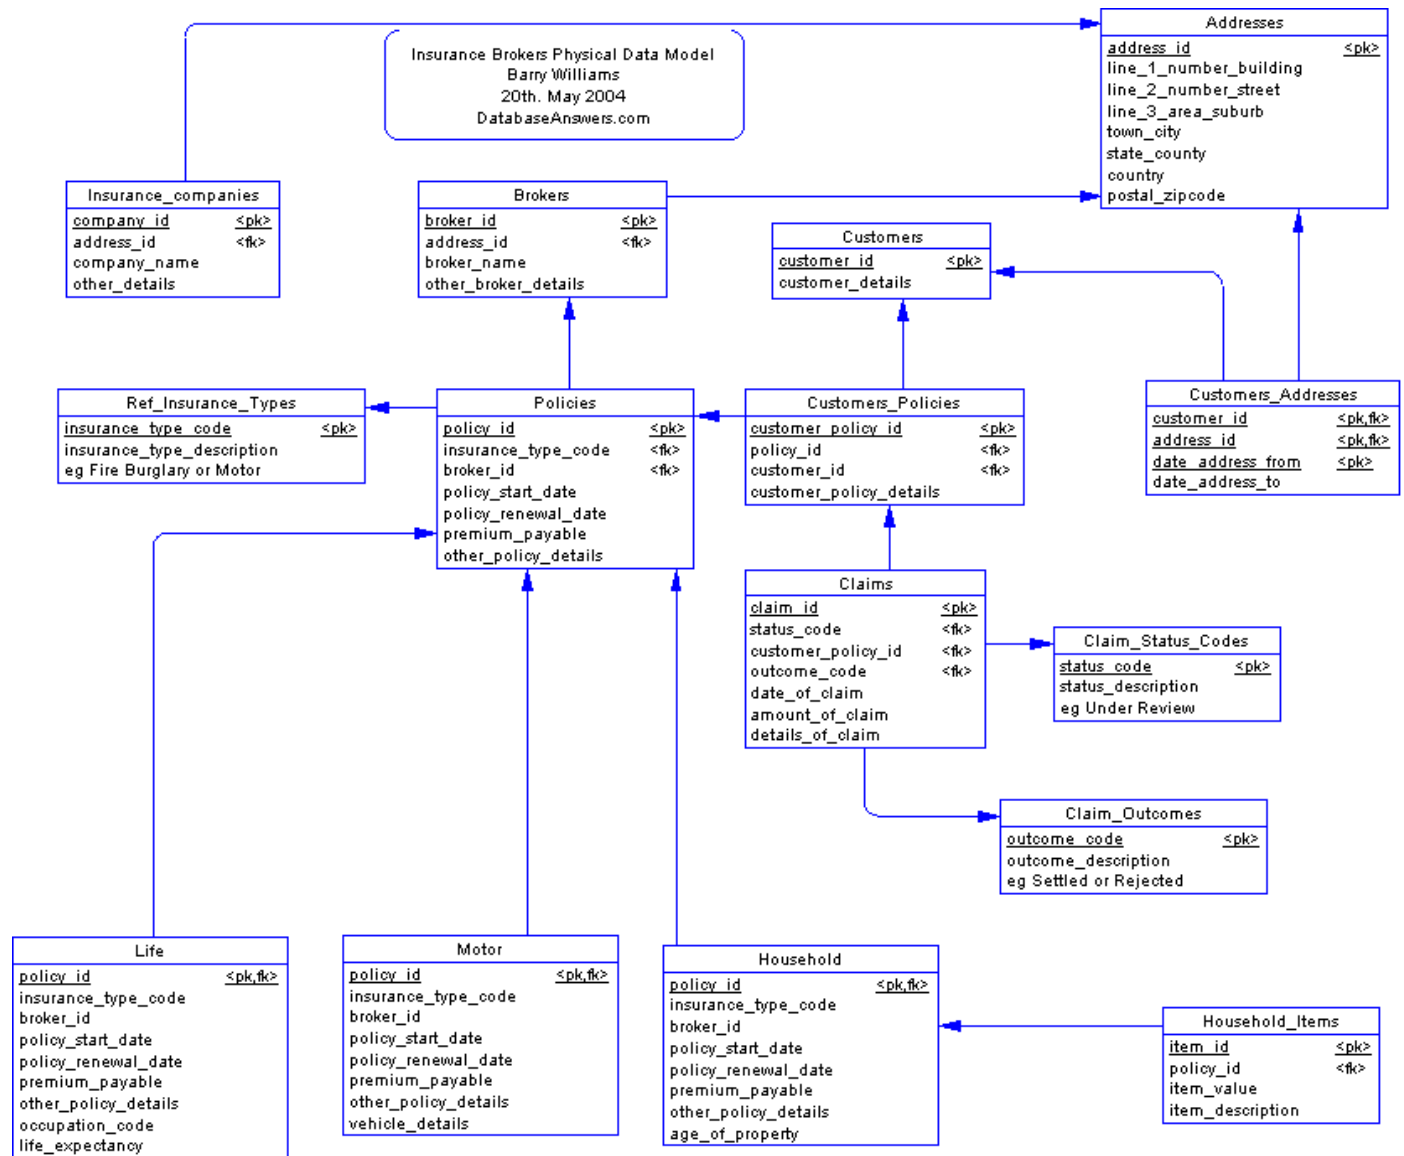 Addresses
address_id <pk>
line_1_number_building
line_2_number_street
line_3_area_suburb
town_city
state_county
country
postal_zipcode
Insurance Brokers Physical Data Model
Barry Williams
20th. May 2004
DatabaseAnswers.com
Insurance_companies
company_id <pk>
address_id <fk>
company_name
other_details
Brokers
broker_id <pk>
address_id <fk>
broker_name
other_broker_details
Customers
customer_id <pk>
customer_details
Ref_Insurance_Types
insurance_type_code <pk>
insurance_type_description
eg Fire Burglary or Motor
Policies
policy_id <pk>
insurance_type_code <fk>
broker_id <fk>
policy_start_date
policy_renewal_date
premium_payable
other_policy_details
Customers_Policies
customer_policy_id <pk>
policy_id <fk>
customer_id <fk>
customer_policy_details
Customers_Addresses
customer_id <pk,fk>
address_id <pk,fk>
date_address_from <pk>
date_address_to
Claims
claim_id <pk>
status_code <fk>
customer_policy_id <fk>
outcome_code <fk>
date_of_claim
amount_of_claim
details_of_claim
Claim_Status_Codes
status_code <pk>
status_description
eg Under Review
Claim_Outcomes
outcome_code <pk>
outcome_description
eg Settled or Rejected
Life
policy_id <pk,fk>
insurance_type_code
broker_id
policy_start_date
policy_renewal_date
premium_payable
other_policy_details
occupation_code
life_expectancy
Motor
policy_id <pk,fk>
insurance_type_code
broker_id
policy_start_date
policy_renewal_date
premium_payable
other_policy_details
vehicle_details
Household
policy_id <pk,fk>
insurance_type_code
broker_id
policy_start_date
policy_renewal_date
premium_payable
other_policy_details
age_of_property
Household_Items
item_id <pk>
policy_id <fk>
item_value
item_description